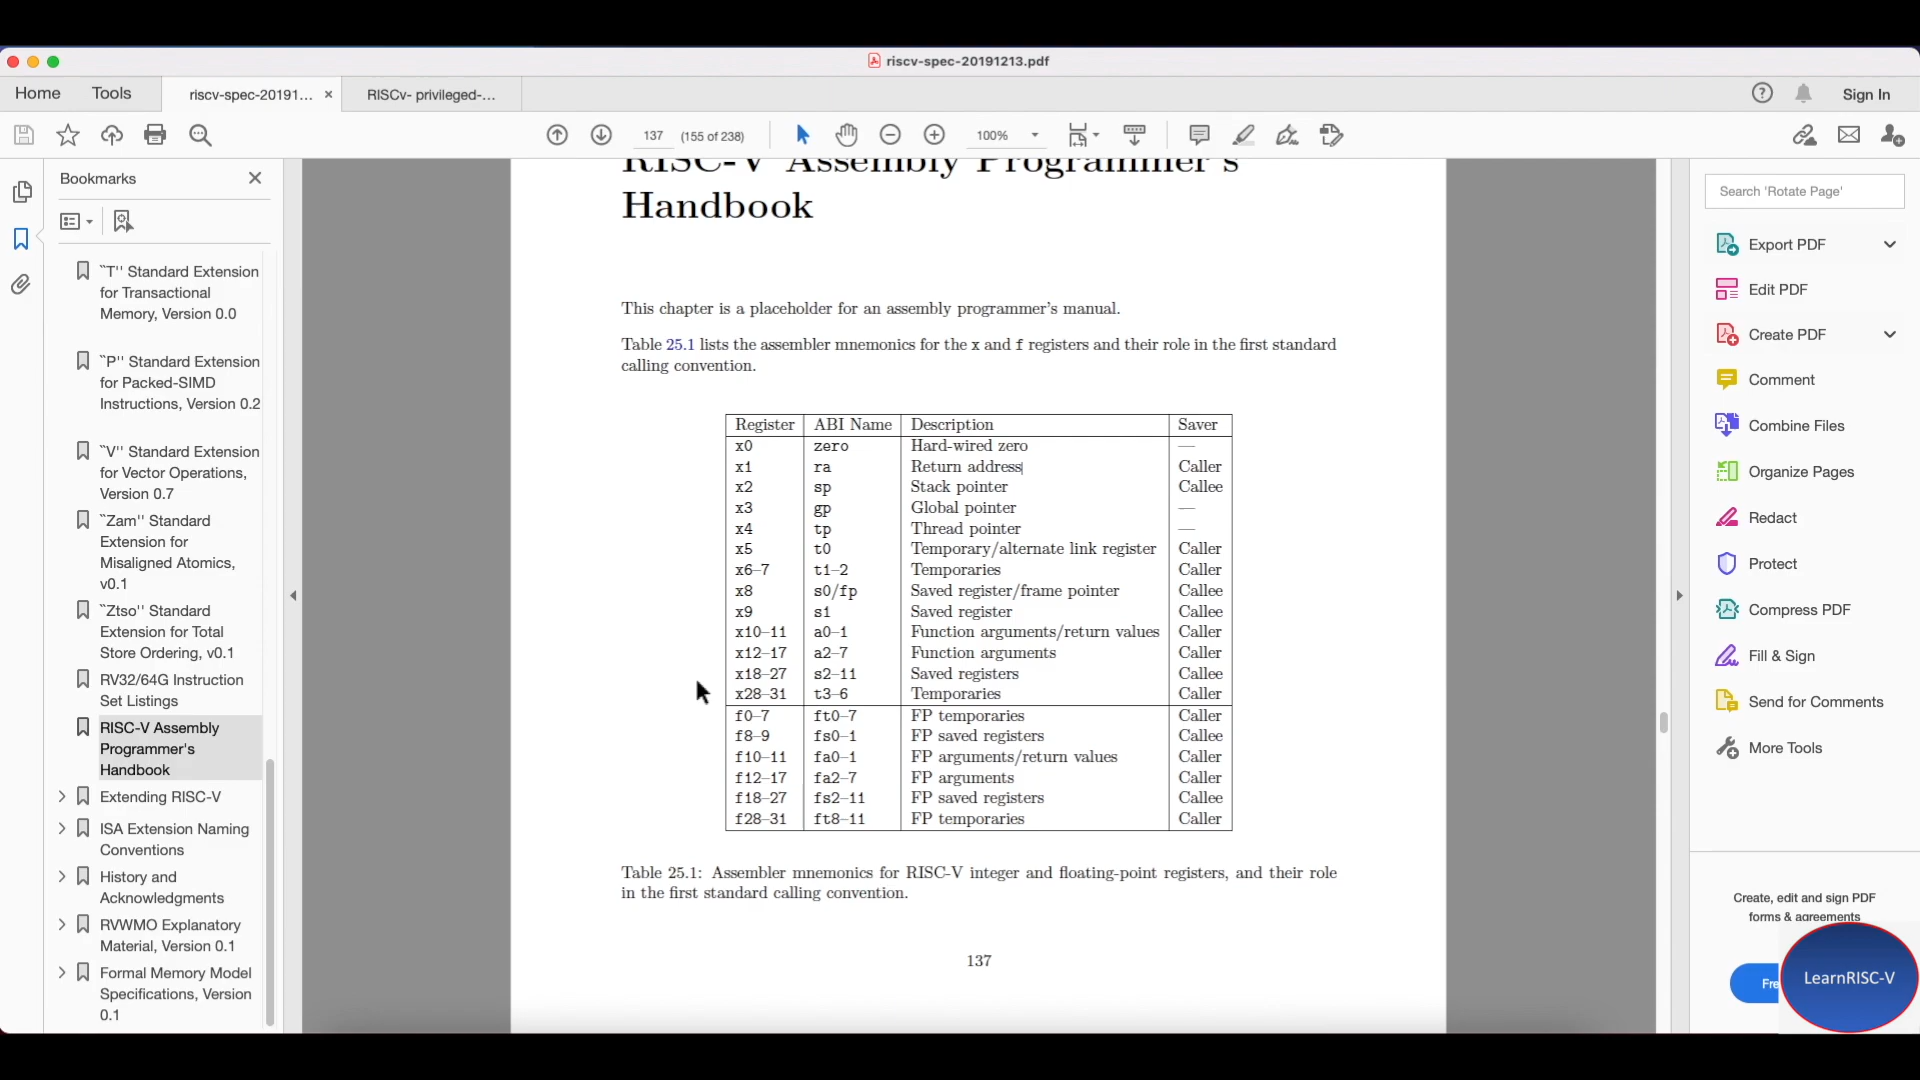 riscv-spec-20191213.pdf
Home Tools riscv-spec-20191... × RISCv- privileged-... Sign In
137 (155 of 238) 100%
Bookmarks
``T'' Standard Extension
for Transactional
Memory, Version 0.0
``P'' Standard Extension
for Packed-SIMD
Instructions, Version 0.2
``V'' Standard Extension
for Vector Operations,
Version 0.7
``Zam'' Standard
Extension for
Misaligned Atomics,
v0.1
``Ztso'' Standard
Extension for Total
Store Ordering, v0.1
RV32/64G Instruction
Set Listings
RISC-V Assembly
Programmer's
Handbook
Extending RISC-V
ISA Extension Naming
Conventions
History and
Acknowledgments
RVWMO Explanatory
Material, Version 0.1
Formal Memory Model
Specifications, Version
0.1
RISC-V Assembly Programmer's
Handbook
This chapter is a placeholder for an assembly programmer's manual.
Table 25.1 lists the assembler mnemonics for the x and f registers and their role in the first standard
calling convention.
Register ABI Name Description Saver
x0 zero Hard-wired zero —
x1 ra Return address Caller
x2 sp Stack pointer Callee
x3 gp Global pointer —
x4 tp Thread pointer —
x5 t0 Temporary/alternate link register Caller
x6–7 t1–2 Temporaries Caller
x8 s0/fp Saved register/frame pointer Callee
x9 s1 Saved register Callee
x10–11 a0–1 Function arguments/return values Caller
x12–17 a2–7 Function arguments Caller
x18–27 s2–11 Saved registers Callee
x28–31 t3–6 Temporaries Caller
f0–7 ft0–7 FP temporaries Caller
f8–9 fs0–1 FP saved registers Callee
f10–11 fa0–1 FP arguments/return values Caller
f12–17 fa2–7 FP arguments Caller
f18–27 fs2–11 FP saved registers Callee
f28–31 ft8–11 FP temporaries Caller
Table 25.1: Assembler mnemonics for RISC-V integer and floating-point registers, and their role
in the first standard calling convention.
137
Search 'Rotate Page'
Export PDF
Edit PDF
Create PDF
Comment
Combine Files
Organize Pages
Redact
Protect
Compress PDF
Fill & Sign
Send for Comments
More Tools
Create, edit and sign PDF
forms & agreements
Fre
LearnRISC-V